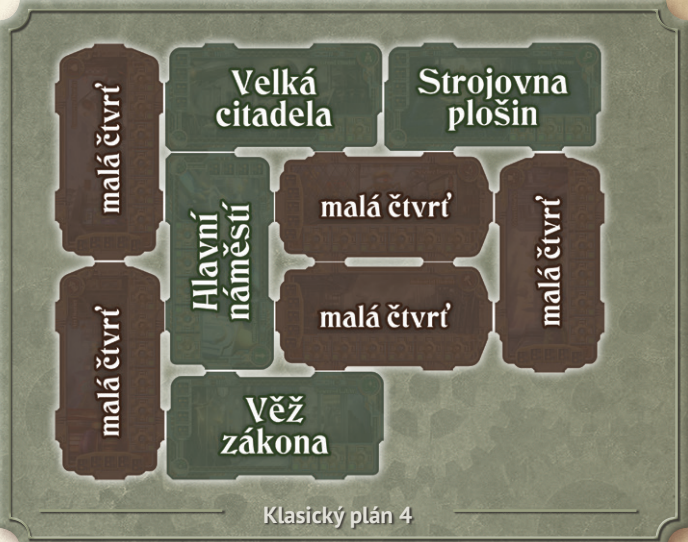 malá čtvrť
Velká
citadela
Strojovna
plošin
Hlavní
náměstí
malá čtvrť
malá čtvrť
malá čtvrť
malá čtvrť
Věž
zákona
Klasický plán 4